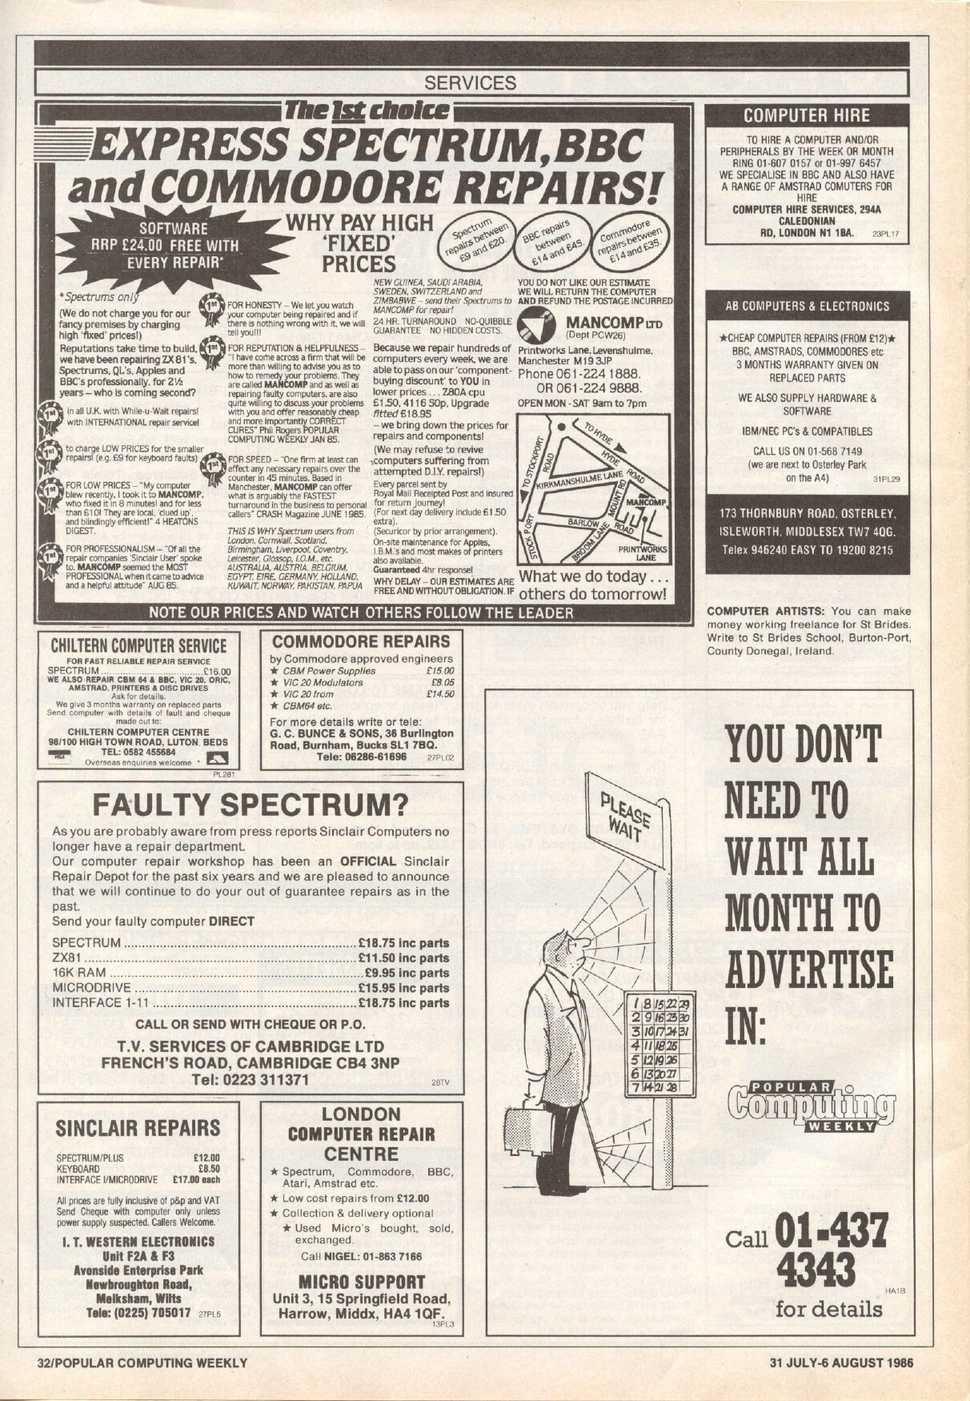 SERVICES
The 1st choice
EXPRESS SPECTRUM, BBC
and COMMODORE REPAIRS!
SOFTWARE
RRP £24.00 FREE WITH
EVERY REPAIR*
WHY PAY HIGH
'FIXED'
PRICES
Spectrum
repairs between
£9 and £20.
BBC repairs
between
£14 and £45.
Commodore
repairs between
£14 and £35.
*Spectrums only
(We do not charge you for our
fancy premises by charging
high 'fixed' prices!)
Reputations take time to build,
we have been repairing ZX 81's,
Spectrums, QL's, Apples and
BBC's professionally, for 2½
years – who is coming second?
1st
in all U.K. with While-u-Wait repairs!
with INTERNATIONAL repair service!
1st
to charge LOW PRICES for the smaller
repairs! (e.g. £9 for keyboard faults)
1st
FOR LOW PRICES – "My computer
blew recently, I took it to MANCOMP,
who fixed it in 8 minutes! and for less
than £10! They are local, clued up',
and blindingly efficient!" 4 HEATONS
DIGEST.
1st
FOR PROFESSIONALISM – "Of all the
repair companies 'Sinclair User' spoke
to, MANCOMP seemed the MOST
PROFESSIONAL when it came to advice
and a helpful attitude" AUG 85.
1st
FOR HONESTY – We let you watch
your computer being repaired and if
there is nothing wrong with it, we will
tell you!!!
1st
FOR REPUTATION & HELPFULNESS –
"I have come across a firm that will be
more than willing to advise you as to
how to remedy your problems. They
are called MANCOMP and as well as
repairing faulty computers, are also
quite willing to discuss your problems
with you and offer reasonably cheap
and more importantly CORRECT
CURES" Phil Rogers POPULAR
COMPUTING WEEKLY JAN 85.
1st
FOR SPEED – "One firm at least can
effect any necessary repairs over the
counter in 45 minutes. Based in
Manchester, MANCOMP can offer
what is arguably the FASTEST
turnaround in the business to personal
callers" CRASH Magazine JUNE 1985.
THIS IS WHY Spectrum users from
London, Cornwall, Scotland,
Birmingham, Liverpool, Coventry,
Leicester, Glossop, I.O.M., etc.
AUSTRALIA, AUSTRIA, BELGIUM,
EGYPT, EIRE, GERMANY, HOLLAND,
KUWAIT, NORWAY, PAKISTAN, PAPUA
NEW GUINEA, SAUDI ARABIA,
SWEDEN, SWITZERLAND and
ZIMBABWE – send their Spectrums to
MANCOMP for repair!
24 HR. TURNAROUND NO-QUIBBLE
GUARANTEE NO HIDDEN COSTS.
Because we repair hundreds of
computers every week, we are
able to pass on our 'component-
buying discount' to YOU in
lower prices . . . Z80A cpu
£1.50, 4116 50p, Upgrade
fitted £18.95
– we bring down the prices for
repairs and components!
(We may refuse to revive
computers suffering from
attempted D.I.Y. repairs!)
Every parcel sent by
Royal Mail Receipted Post and insured
for return journey!
(For next day delivery include £1.50
extra).
(Securicor by prior arrangement).
On-site maintenance for Apples,
I.B.M.'s and most makes of printers
also available.
Guaranteed 4hr response!
WHY DELAY – OUR ESTIMATES ARE
FREE AND WITHOUT OBLIGATION. IF
YOU DO NOT LIKE OUR ESTIMATE
WE WILL RETURN THE COMPUTER
AND REFUND THE POSTAGE INCURRED
MANCOMP LTD
(Dept PCW26)
Printworks Lane, Levenshulme,
Manchester M19 3JP
Phone 061-224 1888.
OR 061-224 9888.
OPEN MON - SAT 9am to 7pm
TO STOCKPORT
ROAD
TO HYDE
HYDE ROAD
KIRKMANSHULME LANE
MOUNT RD
MANCOMP
STOCKPORT
BARLOW ROAD
BROOM LANE
PRINTWORKS
LANE
What we do today . . .
others do tomorrow!
NOTE OUR PRICES AND WATCH OTHERS FOLLOW THE LEADER
COMPUTER HIRE
TO HIRE A COMPUTER AND/OR
PERIPHERALS BY THE WEEK OR MONTH
RING 01-607 0157 or 01-997 6457
WE SPECIALISE IN BBC AND ALSO HAVE
A RANGE OF AMSTRAD COMUTERS FOR
HIRE
COMPUTER HIRE SERVICES, 294A
CALEDONIAN
RD, LONDON N1 1BA.
23PL17
AB COMPUTERS & ELECTRONICS
★CHEAP COMPUTER REPAIRS (FROM £12)★
BBC, AMSTRADS, COMMODORES etc
3 MONTHS WARRANTY GIVEN ON
REPLACED PARTS
WE ALSO SUPPLY HARDWARE &
SOFTWARE
IBM/NEC PC's & COMPATIBLES
CALL US ON 01-568 7149
(we are next to Osterley Park
on the A4)
31PL29
173 THORNBURY ROAD, OSTERLEY,
ISLEWORTH, MIDDLESEX TW7 4QG.
Telex 946240 EASY TO 19200 8215
COMPUTER ARTISTS: You can make
money working freelance for St Brides.
Write to St Brides School, Burton-Port,
County Donegal, Ireland.
CHILTERN COMPUTER SERVICE
FOR FAST RELIABLE REPAIR SERVICE
SPECTRUM....................£16.00
WE ALSO REPAIR CBM 64 & BBC, VIC 20, ORIC,
AMSTRAD, PRINTERS & DISC DRIVES
Ask for details.
We give 3 months warranty on replaced parts
Send computer with details of fault and cheque
made out to:
CHILTERN COMPUTER CENTRE
98/100 HIGH TOWN ROAD, LUTON, BEDS
TEL: 0582 455684
Overseas enquiries welcome *
PL281
COMMODORE REPAIRS
by Commodore approved engineers
★ CBM Power Supplies £15.00
★ VIC 20 Modulators £8.05
★ VIC 20 from £14.50
★ CBM64 etc.
For more details write or tele:
G. C. BUNCE & SONS, 36 Burlington
Road, Burnham, Bucks SL1 7BQ.
Tele: 06286-61696
27PL02
FAULTY SPECTRUM?
As you are probably aware from press reports Sinclair Computers no
longer have a repair department.
Our computer repair workshop has been an OFFICIAL Sinclair
Repair Depot for the past six years and we are pleased to announce
that we will continue to do your out of guarantee repairs as in the
past.
Send your faulty computer DIRECT
SPECTRUM ....................£18.75 inc parts
ZX81 ....................£11.50 inc parts
16K RAM ....................£9.95 inc parts
MICRODRIVE ....................£15.95 inc parts
INTERFACE 1-11 ....................£18.75 inc parts
CALL OR SEND WITH CHEQUE OR P.O.
T.V. SERVICES OF CAMBRIDGE LTD
FRENCH'S ROAD, CAMBRIDGE CB4 3NP
Tel: 0223 311371
28TV
SINCLAIR REPAIRS
SPECTRUM/PLUS £12.00
KEYBOARD £8.50
INTERFACE I/MICRODRIVE £17.00 each
All prices are fully inclusive of p&p and VAT
Send Cheque with computer only unless
power supply suspected. Callers Welcome.
I. T. WESTERN ELECTRONICS
Unit F2A & F3
Avonside Enterprise Park
Newbroughton Road,
Melksham, Wilts
Tele: (0225) 705017
27PL5
LONDON
COMPUTER REPAIR
CENTRE
★ Spectrum, Commodore, BBC,
Atari, Amstrad etc.
★ Low cost repairs from £12.00
★ Collection & delivery optional
★ Used Micro's bought, sold,
exchanged.
Call NIGEL: 01-863 7166
MICRO SUPPORT
Unit 3, 15 Springfield Road,
Harrow, Middx, HA4 1QF.
13PL3
PLEASE
WAIT
1 8 15 22 29
2 9 16 23 30
3 10 17 24 31
4 11 18 25
5 12 19 26
6 13 20 27
7 14 21 28
YOU DON'T
NEED TO
WAIT ALL
MONTH TO
ADVERTISE
IN:
POPULAR
Computing
WEEKLY
Call 01-437
4343
for details
HA1B
32/POPULAR COMPUTING WEEKLY
31 JULY-6 AUGUST 1986